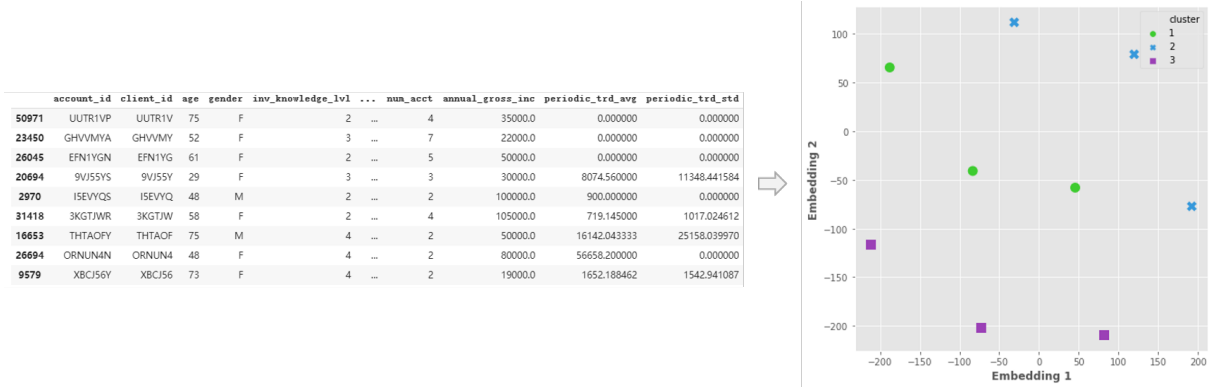 account_id client_id age gender inv_knowledge_lvl ... num_acct annual_gross_inc periodic_trd_avg periodic_trd_std
50971 UUTR1VP UUTR1V 75 F 2 ... 4 35000.0 0.000000 0.000000
23450 GHVVMYA GHVVMY 52 F 3 ... 7 22000.0 0.000000 0.000000
26045 EFN1YGN EFN1YG 61 F 2 ... 5 50000.0 0.000000 0.000000
20694 9VJ55YS 9VJ55Y 29 F 3 ... 3 30000.0 8074.560000 11348.441584
2970 I5EVYQS I5EVYQ 48 M 2 ... 2 100000.0 900.000000 0.000000
31418 3KGTJWR 3KGTJW 58 F 2 ... 4 105000.0 719.145000 1017.024612
16653 THTAOFY THTAOF 75 M 4 ... 2 50000.0 16142.043333 25158.039970
26694 ORNUN4N ORNUN4 48 F 4 ... 2 80000.0 56658.200000 0.000000
9579 XBCJ56Y XBCJ56 73 F 4 ... 2 19000.0 1652.188462 1542.941087
cluster
1
2
3
100
50
0
−50
−100
−150
−200
Embedding 2
−200 −150 −100 −50 0 50 100 150 200
Embedding 1